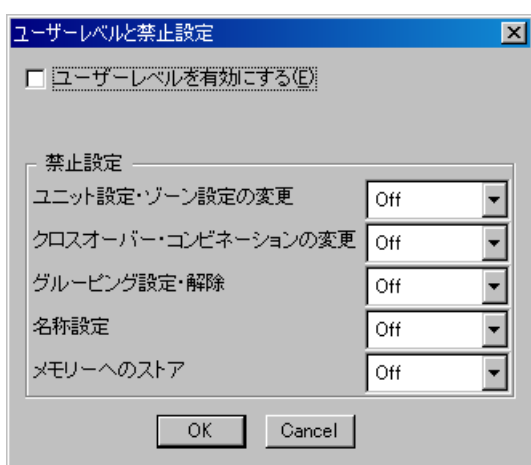 ユーザーレベルと禁止設定
ユーザーレベルを有効にする(E)
禁止設定
ユニット設定・ゾーン設定の変更 Off
クロスオーバー・コンビネーションの変更 Off
グルーピング設定・解除 Off
名称設定 Off
メモリーへのストア Off
OK Cancel